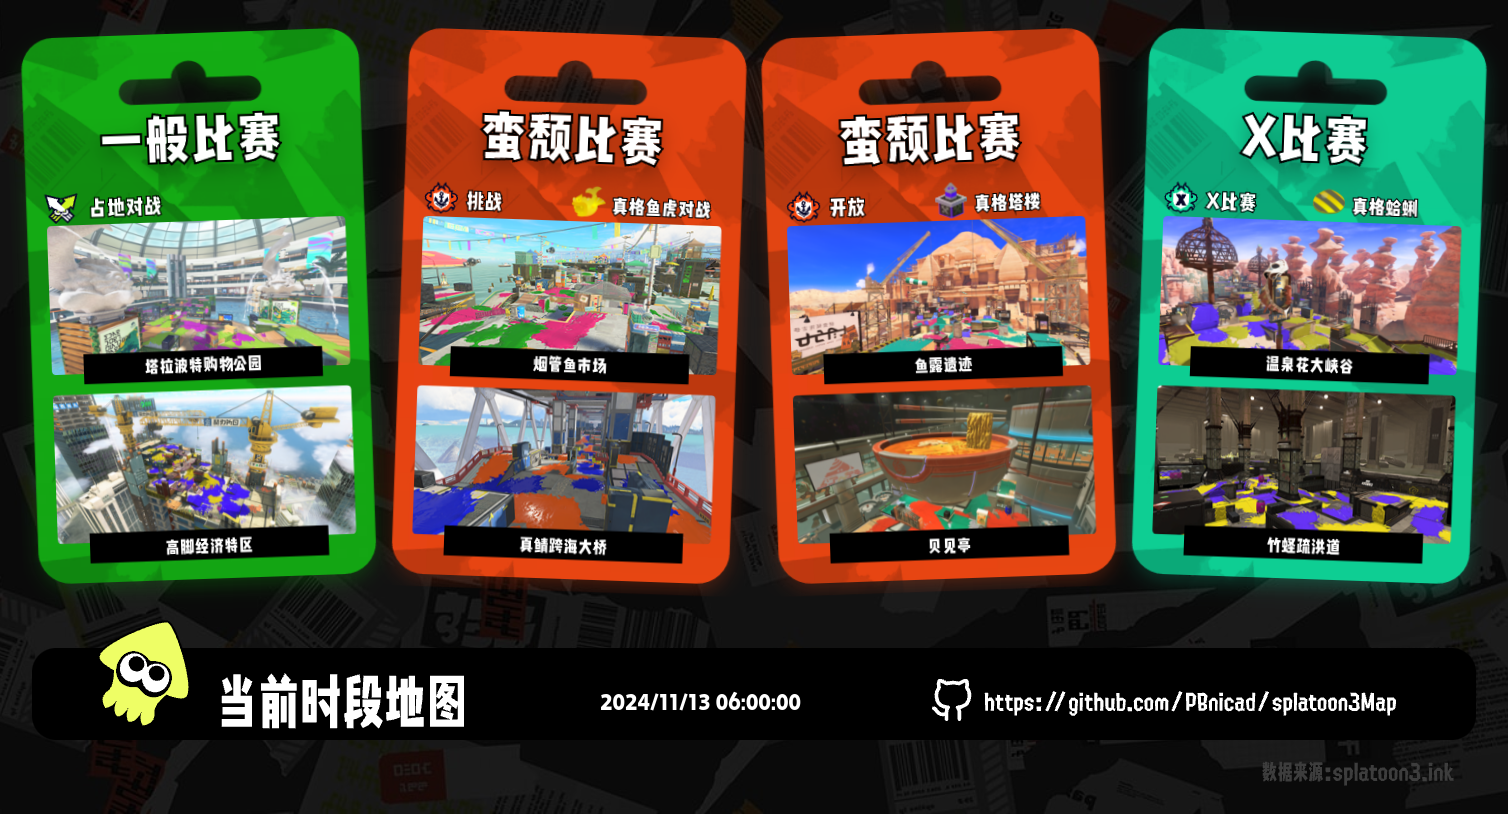 一般比赛
占地对战
塔拉波特购物公园
高脚经济特区
蛮颓比赛
挑战
真格鱼虎对战
烟管鱼市场
真鲭跨海大桥
蛮颓比赛
开放
真格塔楼
鱼露遗迹
贝见亭
X比赛
X比赛
真格蛤蜊
温泉花大峡谷
竹蛏疏洪道
当前时段地图
2024/11/13 06:00:00
https://github.com/PBnicad/splatoon3Map
数据来源:splatoon3.ink